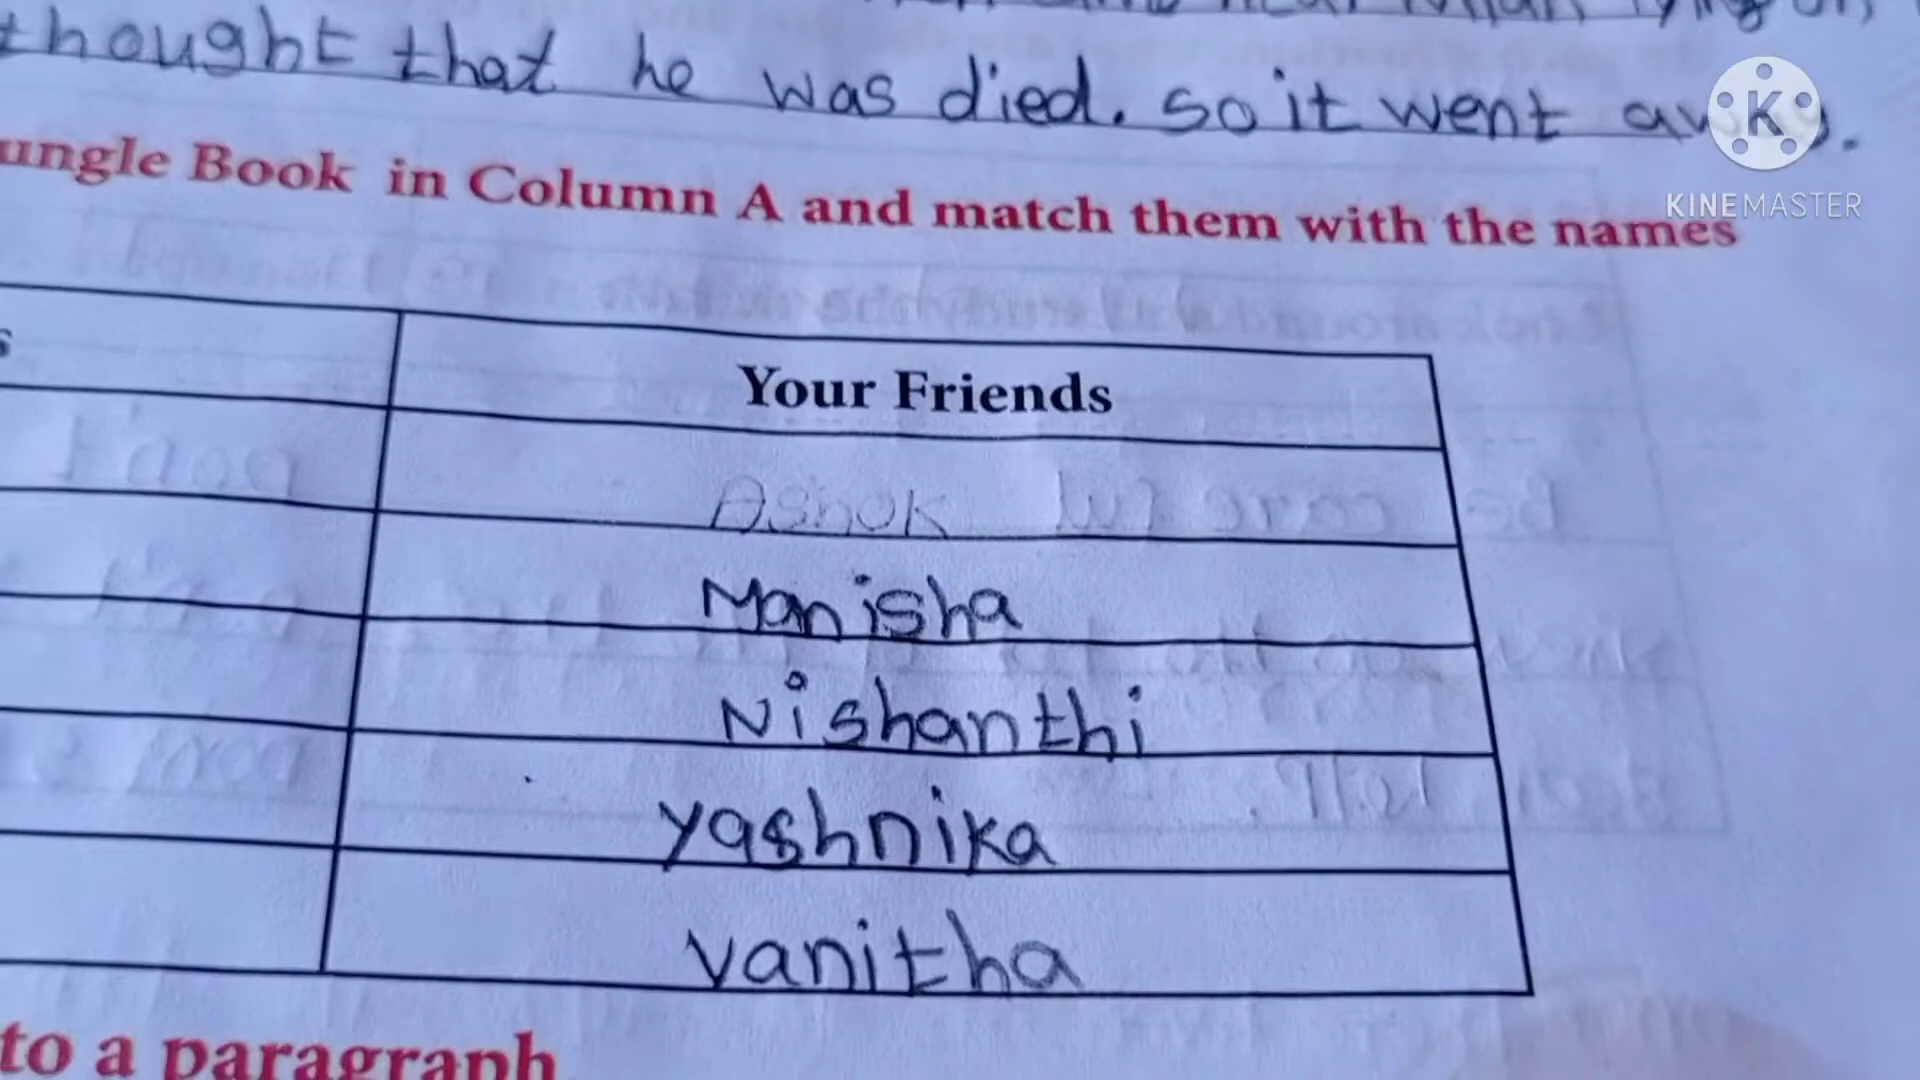 thought that he was died. so it went
ungle Book in Column A and match them with the names
KINEMASTER
Your Friends
Ashok
Manisha
Nishanthi
yashnika
vanitha
to a paragraph